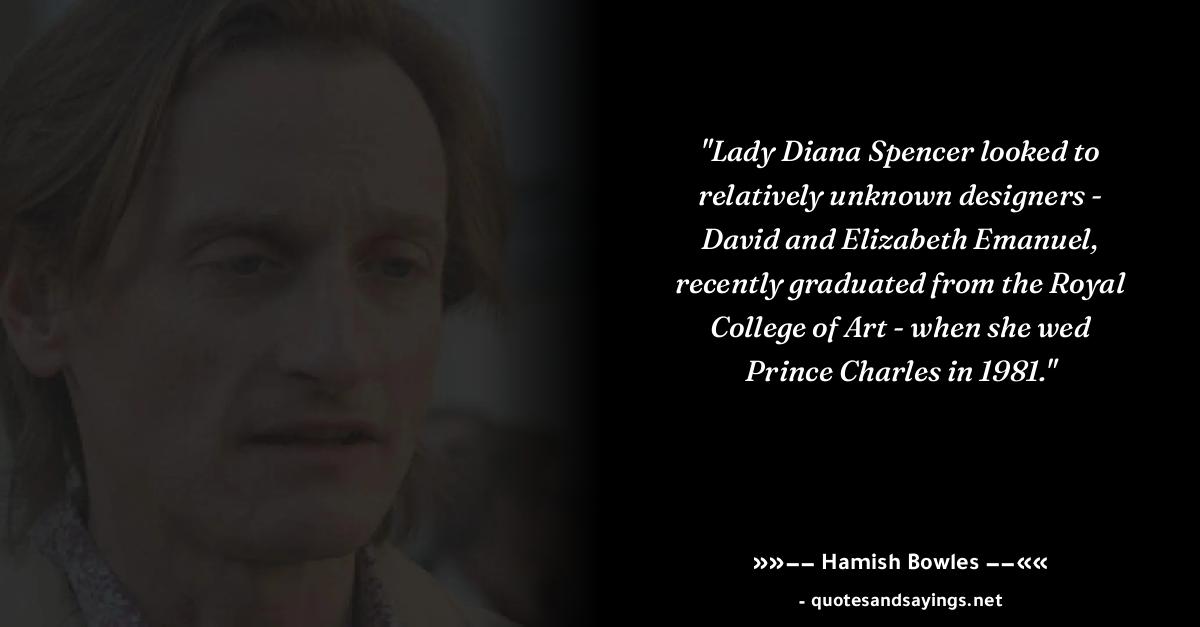 "Lady Diana Spencer looked to
relatively unknown designers -
David and Elizabeth Emanuel,
recently graduated from the Royal
College of Art - when she wed
Prince Charles in 1981."
»»−− Hamish Bowles −−««
- quotesandsayings.net